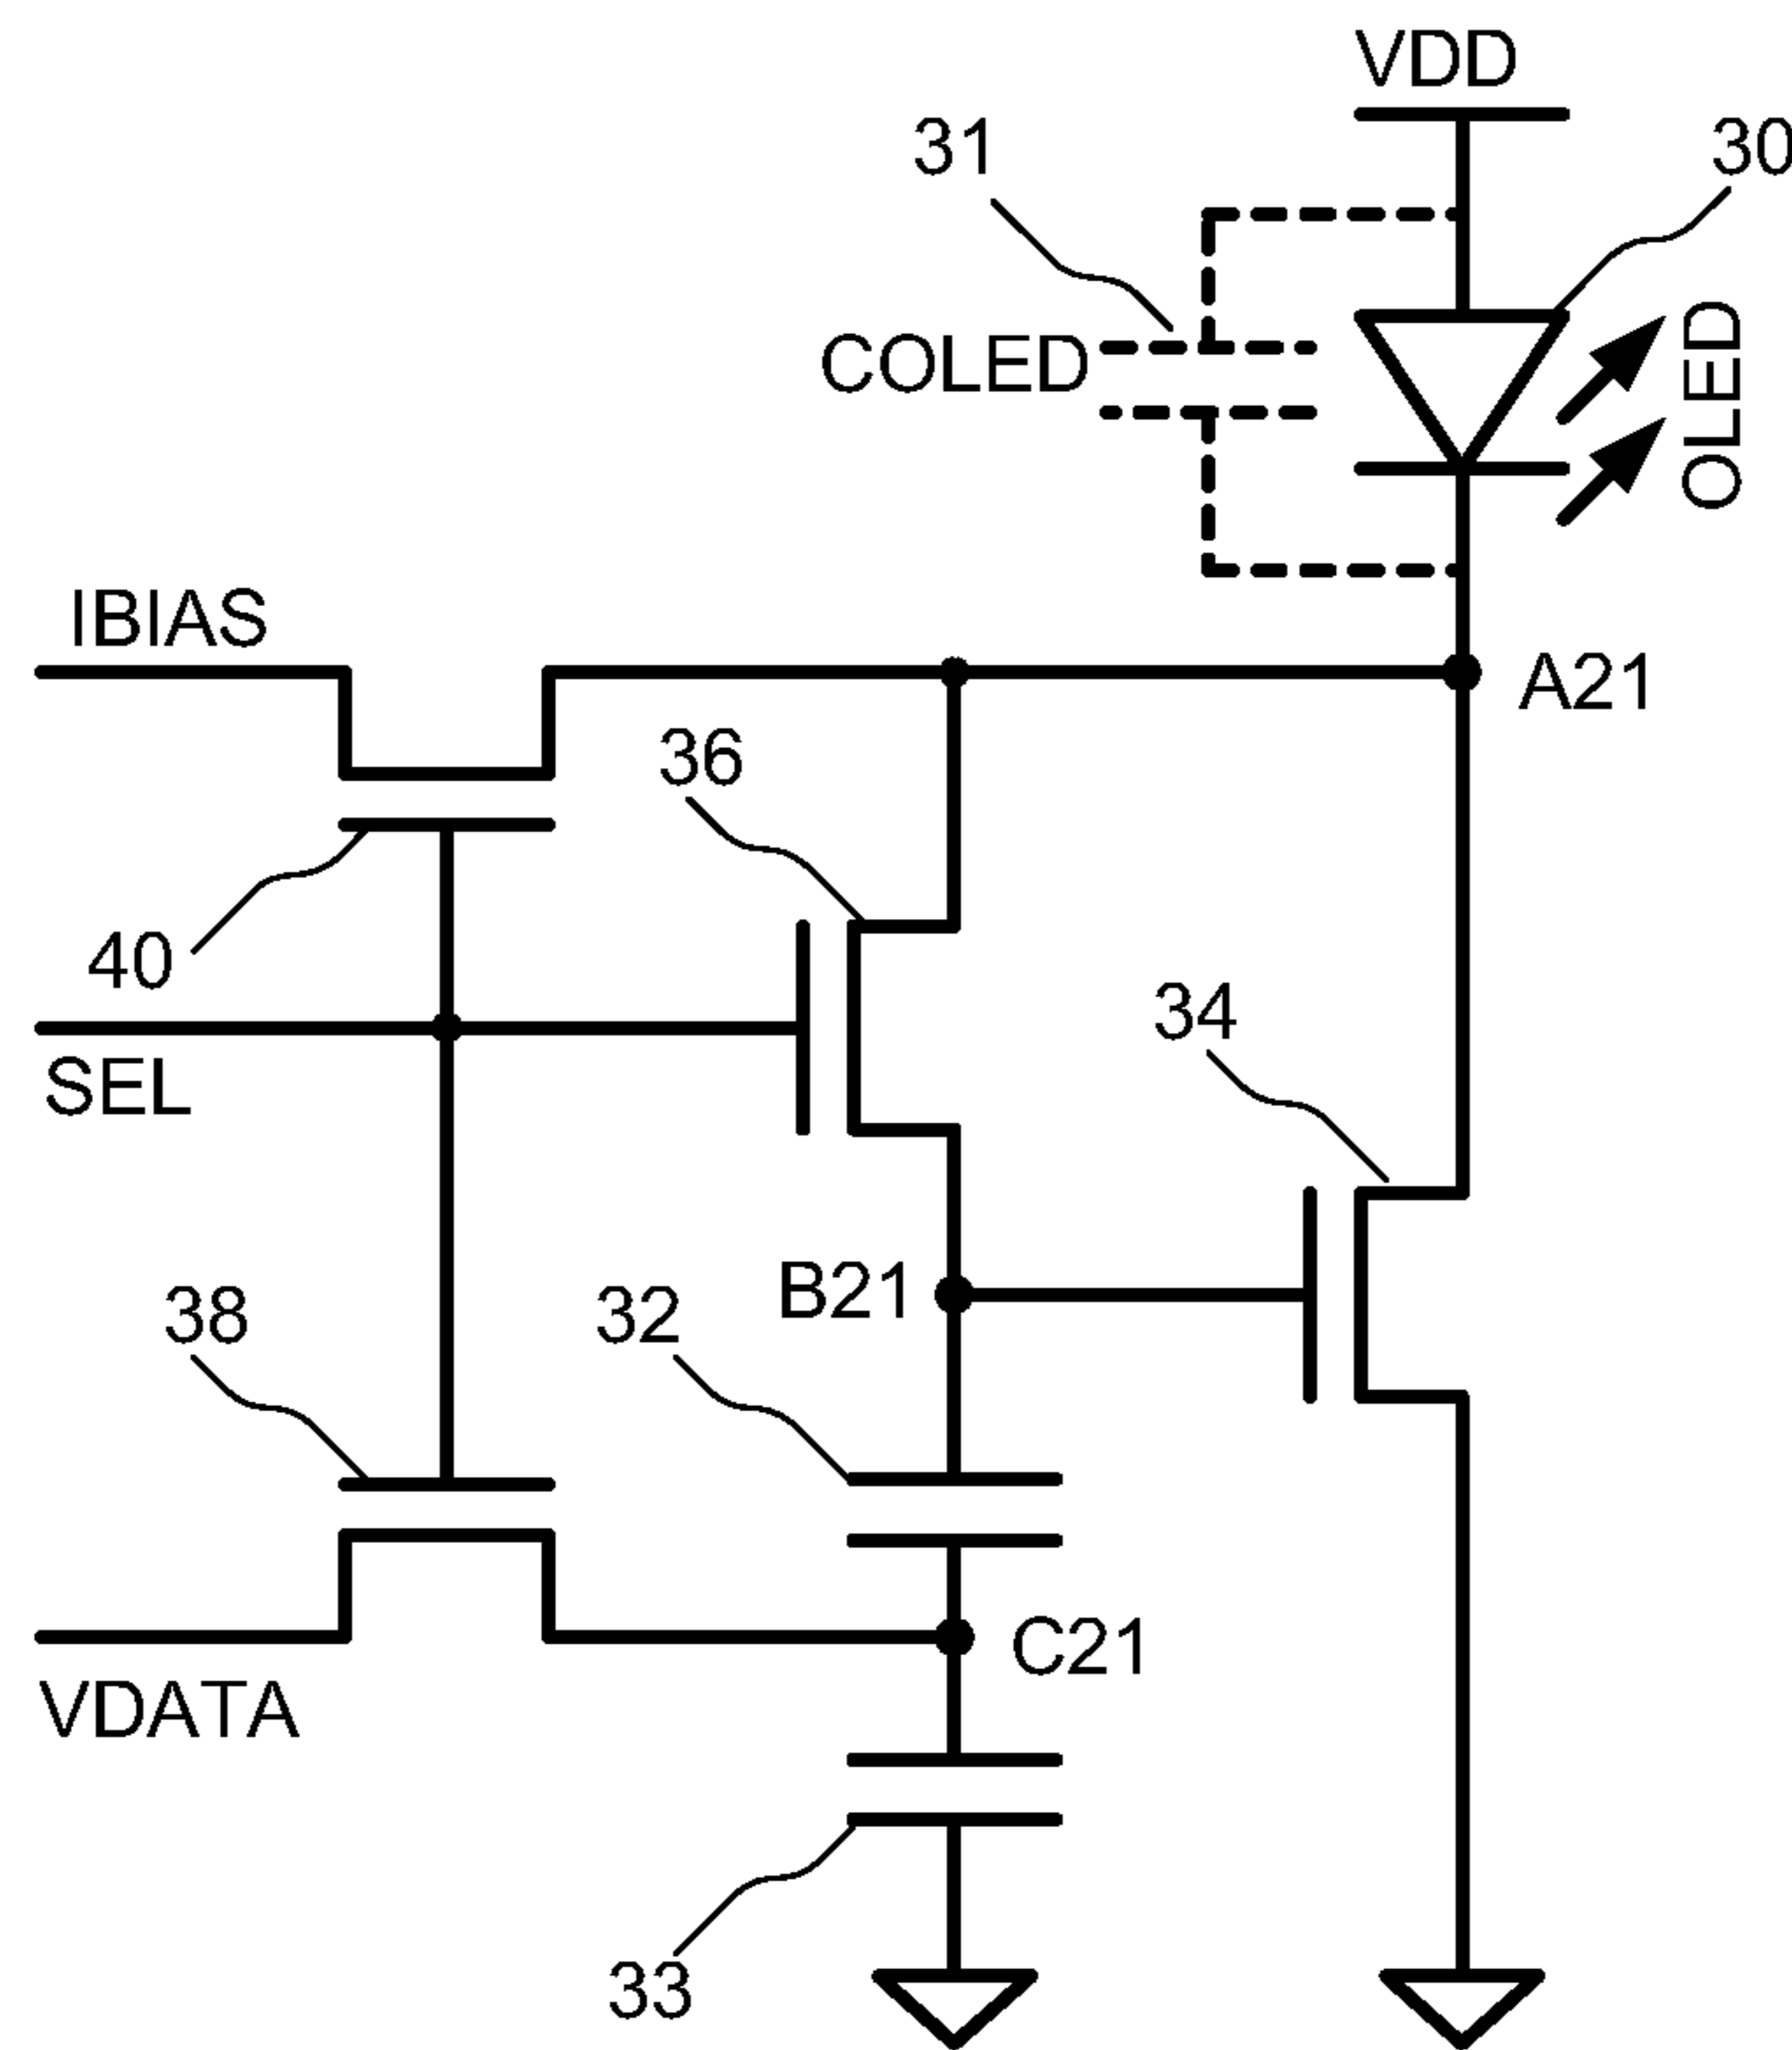 VDD
31
30
COLED
OLED
IBIAS
A21
36
40
34
SEL
B21
38
32
C21
VDATA
33